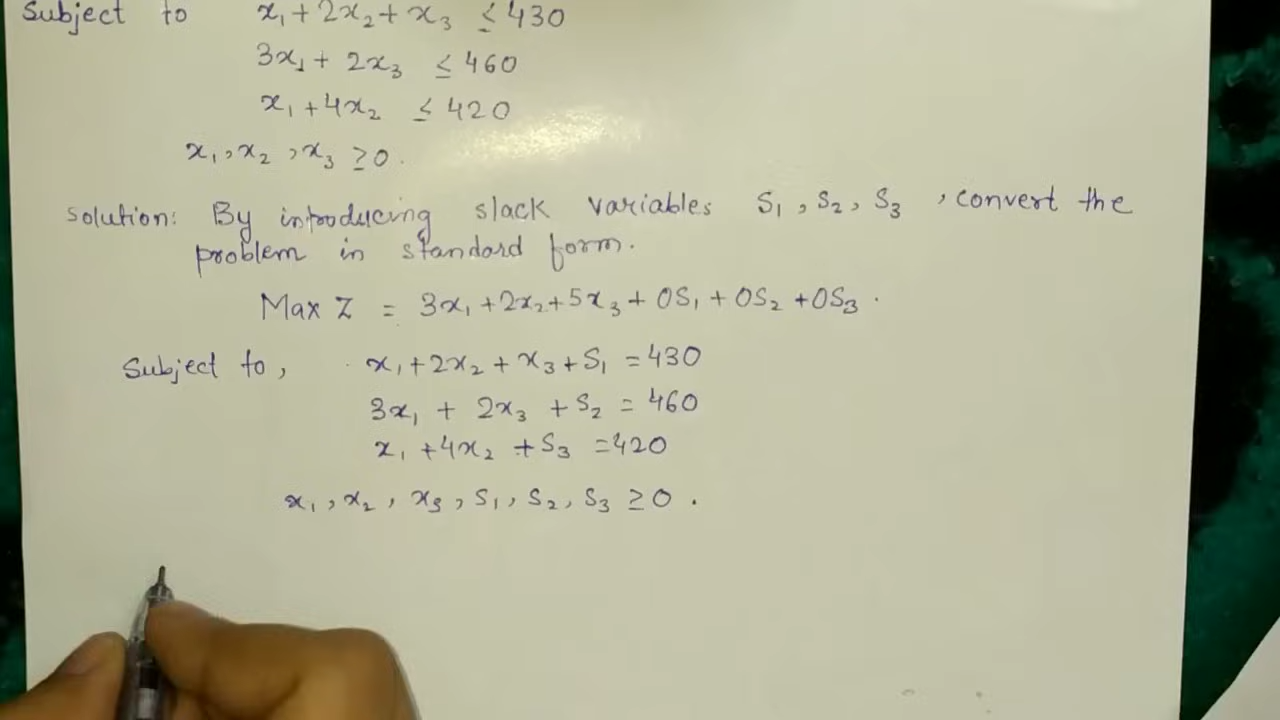 Subject to x₁ + 2x₂ + x₃ ≤ 430
3x₁ + 2x₃ ≤ 460
x₁ + 4x₂ ≤ 420
x₁, x₂, x₃ ≥ 0.
Solution: By introducing slack variables S₁, S₂, S₃, convert the
problem in standard form.
Max Z = 3x₁ + 2x₂ + 5x₃ + 0S₁ + 0S₂ + 0S₃.
Subject to, x₁ + 2x₂ + x₃ + S₁ = 430
3x₁ + 2x₃ + S₂ = 460
x₁ + 4x₂ + S₃ = 420
x₁, x₂, x₃, S₁, S₂, S₃ ≥ 0.